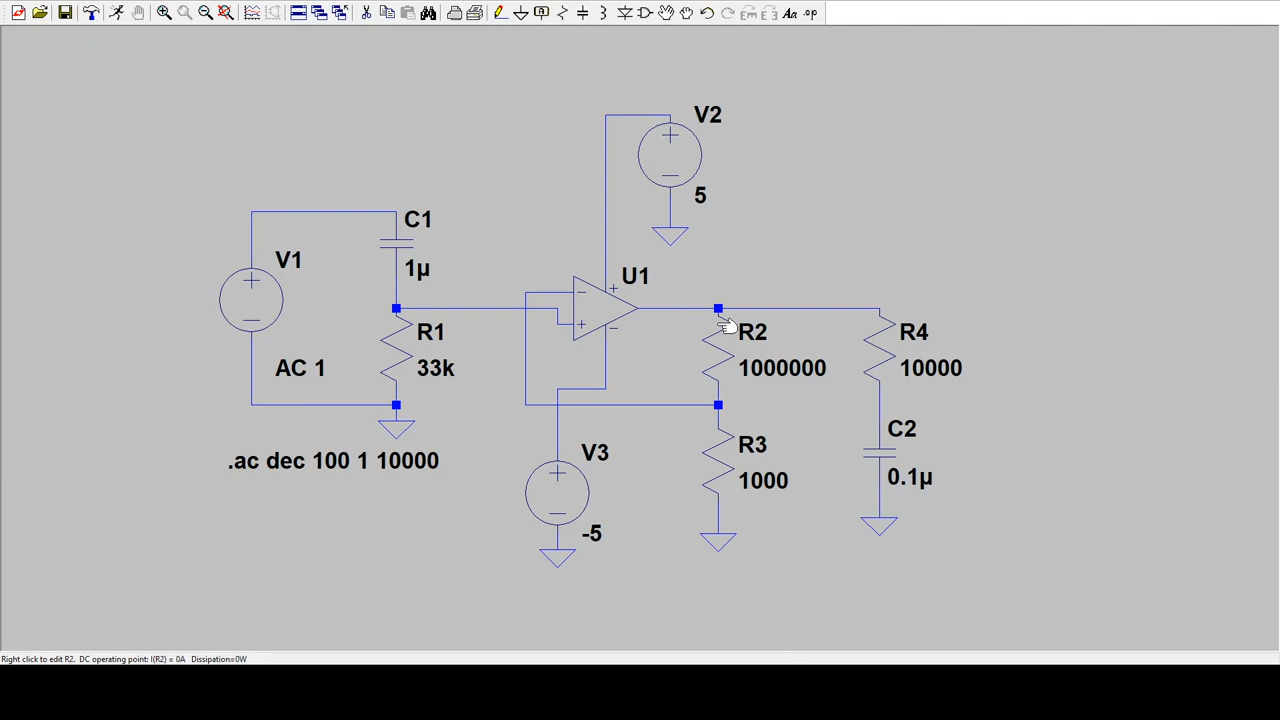 Aa .op
V2
5
C1
1µ
V1
AC 1
R1
33k
.ac dec 100 1 10000
U1
R2
1000000
R4
10000
V3
-5
R3
1000
C2
0.1µ
Right click to edit R2. DC operating point: I(R2) = 0A Dissipation=0W